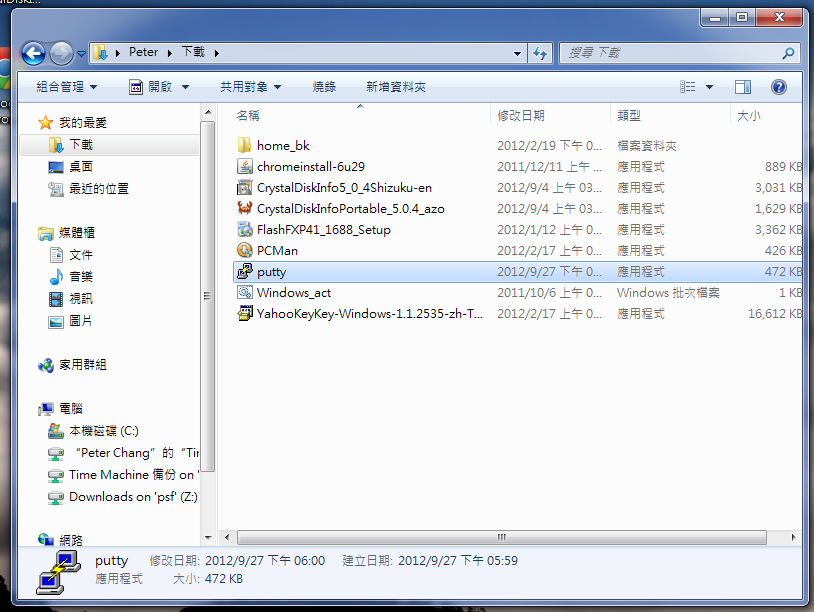 Peter 下載
搜尋 下載
組合管理 開啟 共用對象 燒錄 新增資料夾
名稱 修改日期 類型 大小
我的最愛
下載
桌面
最近的位置
媒體櫃
文件
音樂
視訊
圖片
家用群組
電腦
本機磁碟 (C:)
“Peter Chang” 的 “Tir
Time Machine 備份 on '
Downloads on 'psf' (Z:)
網路
home_bk 2012/2/19 下午 0... 檔案資料夾
chromeinstall-6u29 2011/12/11 上午 ... 應用程式 889 KB
CrystalDiskInfo5_0_4Shizuku-en 2012/9/4 上午 03... 應用程式 3,031 KB
CrystalDiskInfoPortable_5.0.4_azo 2012/9/4 上午 03... 應用程式 1,629 KB
FlashFXP41_1688_Setup 2012/1/12 上午 0... 應用程式 3,362 KB
PCMan 2012/2/17 上午 0... 應用程式 426 KB
putty 2012/9/27 下午 0... 應用程式 472 KB
Windows_act 2011/10/6 上午 0... Windows 批次檔案 1 KB
YahooKeyKey-Windows-1.1.2535-zh-T... 2012/2/17 上午 0... 應用程式 16,612 KB
putty 修改日期: 2012/9/27 下午 06:00 建立日期: 2012/9/27 下午 05:59
應用程式 大小: 472 KB